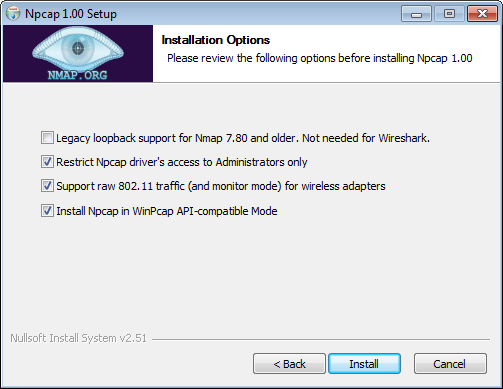 Npcap 1.00 Setup
NMAP.ORG
Installation Options
Please review the following options before installing Npcap 1.00
Legacy loopback support for Nmap 7.80 and older. Not needed for Wireshark.
Restrict Npcap driver's access to Administrators only
Support raw 802.11 traffic (and monitor mode) for wireless adapters
Install Npcap in WinPcap API-compatible Mode
Nullsoft Install System v2.51
< Back
Install
Cancel